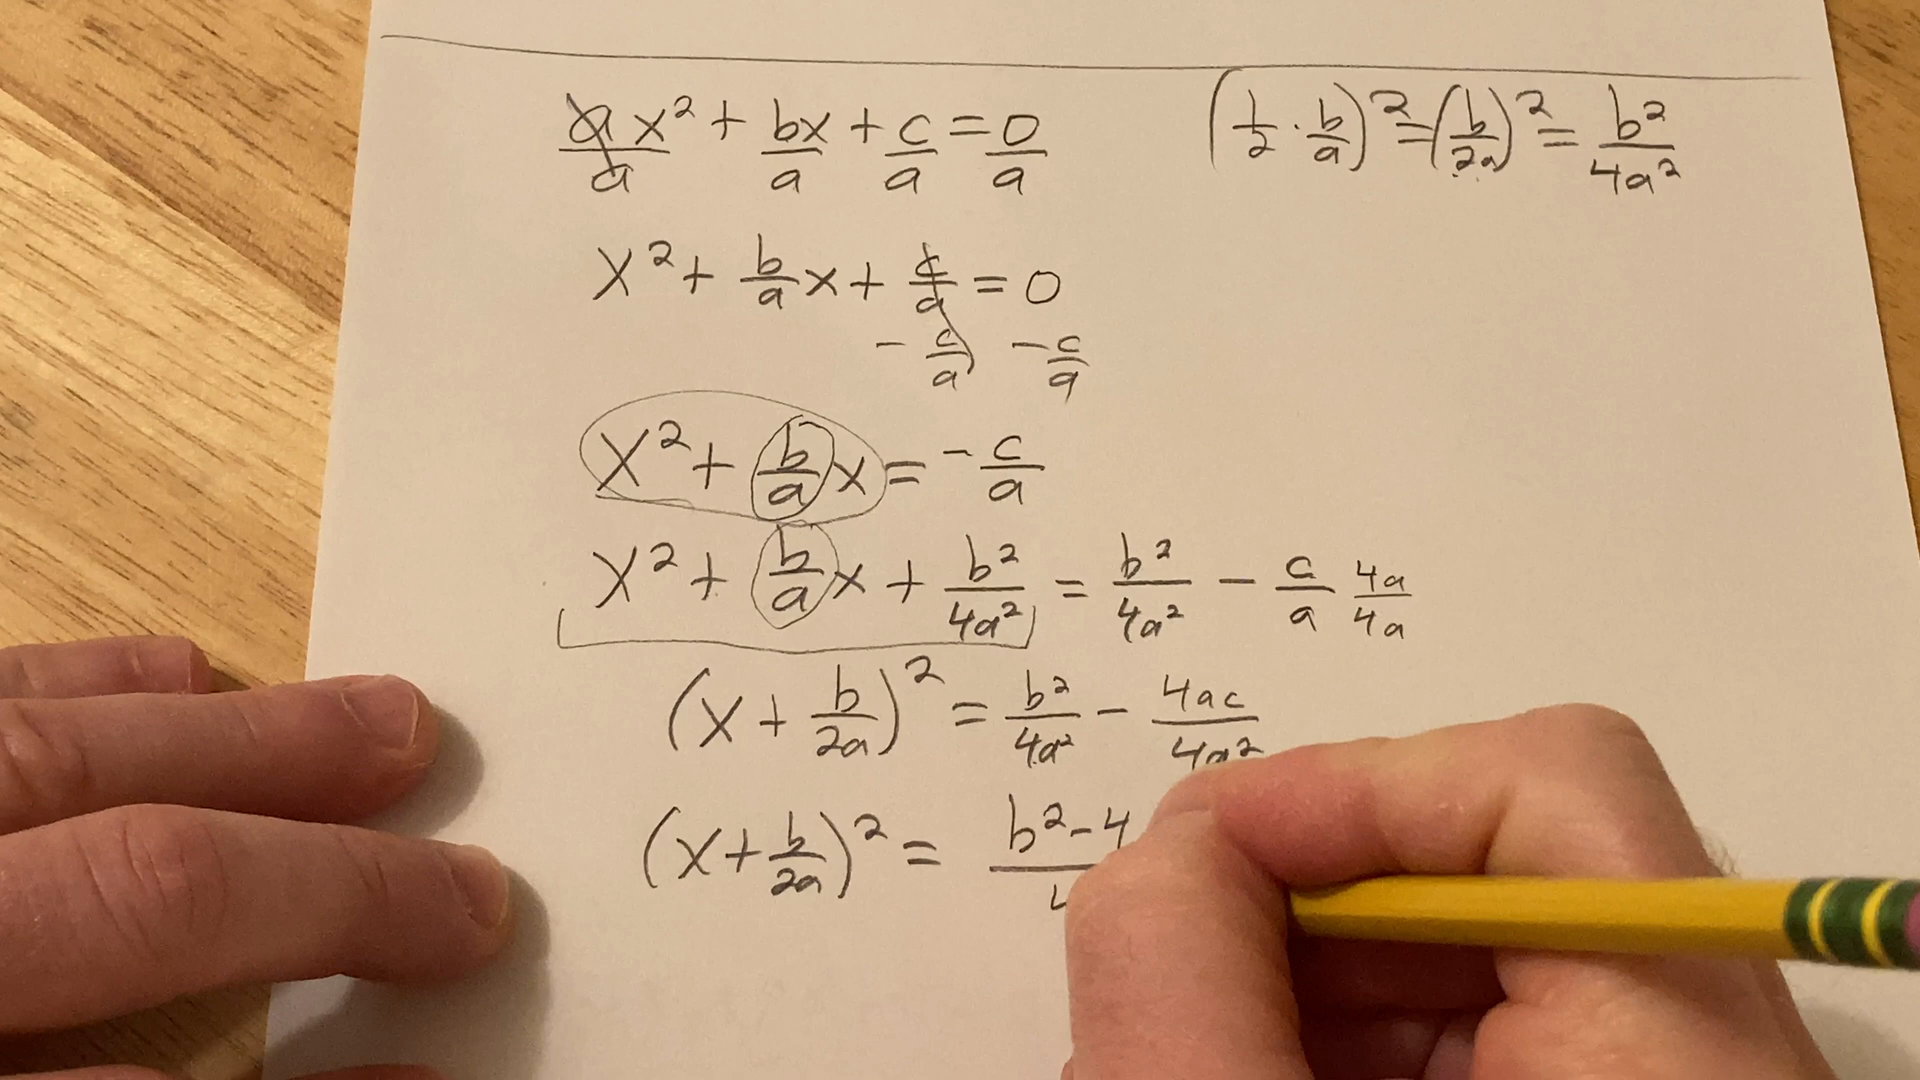 ax²/a + bx/a + c/a = 0/a
(1/2 · b/a)² = (b/2a)² = b²/4a²
x² + b/a x + c/a = 0
- c/a - c/a
x² + b/a x = - c/a
x² + b/a x + b²/4a² = b²/4a² - c/a 4a/4a
(x + b/2a)² = b²/4a² - 4ac/4a²
(x + b/2a)² = b² - 4